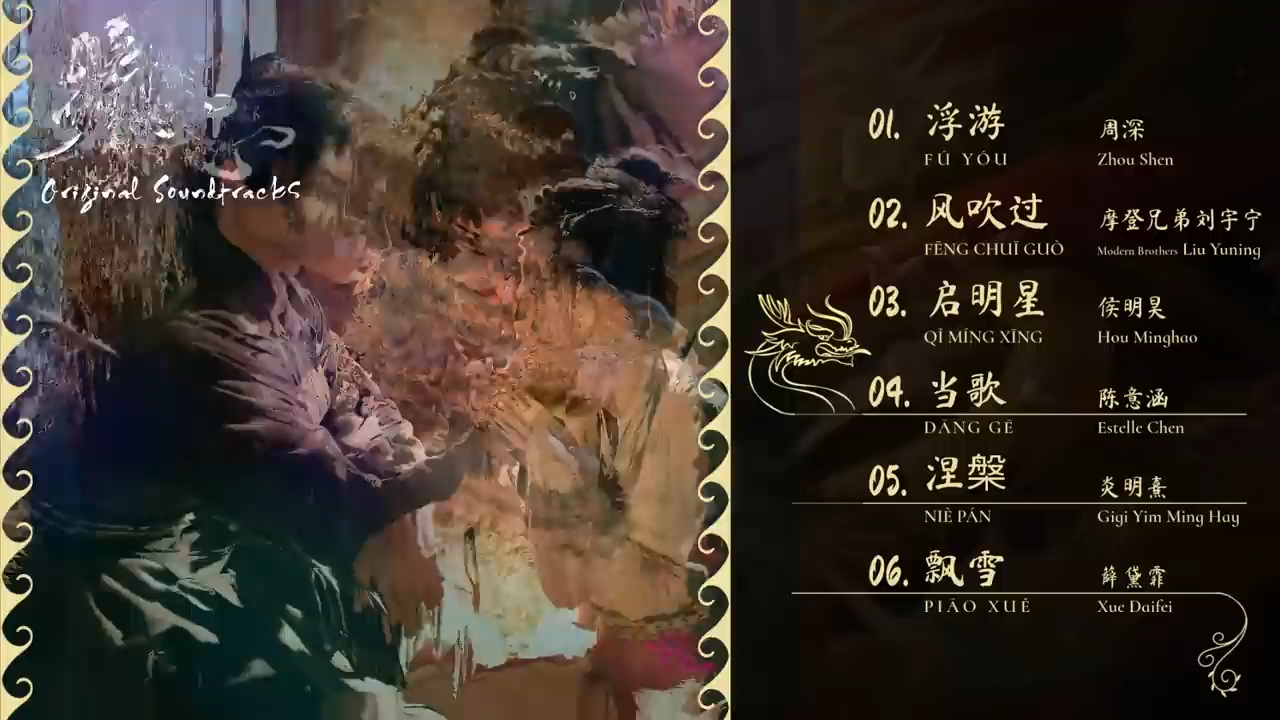 Original Soundtracks
01. 浮游 周深
FÚ YÓU Zhou Shen
02. 风吹过 摩登兄弟刘宇宁
FĒNG CHUĪ GUÒ Modern Brothers Liu Yuning
03. 启明星 侯明昊
QǏ MÍNG XĪNG Hou Minghao
04. 当歌 陈意涵
DĀNG GĒ Estelle Chen
05. 涅槃 炎明熹
NIÈ PÁN Gigi Yim Ming Hay
06. 飘雪 薛黛霏
PIĀO XUĚ Xue Daifei